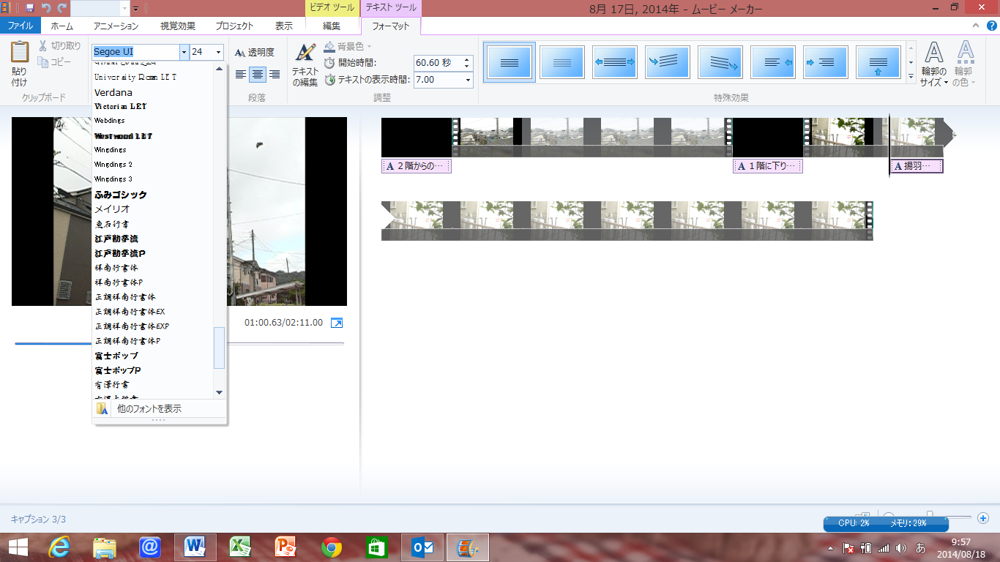 ビデオ ツール
テキスト ツール
8月 17日, 2014年 - ムービー メーカー
ファイル
ホーム
アニメーション
視覚効果
プロジェクト
表示
編集
フォーマット
貼り
付け
切り取り
コピー
クリップボード
Segoe UI
24
透明度
段落
テキスト
の編集
背景色
開始時間:
60.60 秒
テキストの表示時間:
7.00
調整
特殊効果
輪郭の
サイズ
輪郭
の色
University Roman LET
Verdana
Victorian LET
Webdings
Westwood LET
Wingdings
Wingdings 2
Wingdings 3
ふみゴシック
メイリオ
魚石行書
江戸勘亭流
江戸勘亭流P
祥南行書体
祥南行書体P
正調祥南行書体
正調祥南行書体EX
正調祥南行書体EXP
正調祥南行書体P
富士ポップ
富士ポップP
有澤行書
他のフォントを表示
A 2階からの…
A 1階に下り…
A 揚羽…
01:00.63/02:11.00
キャプション 3/3
CPU: 2%
メモリ: 29%
あ
9:57
2014/08/18